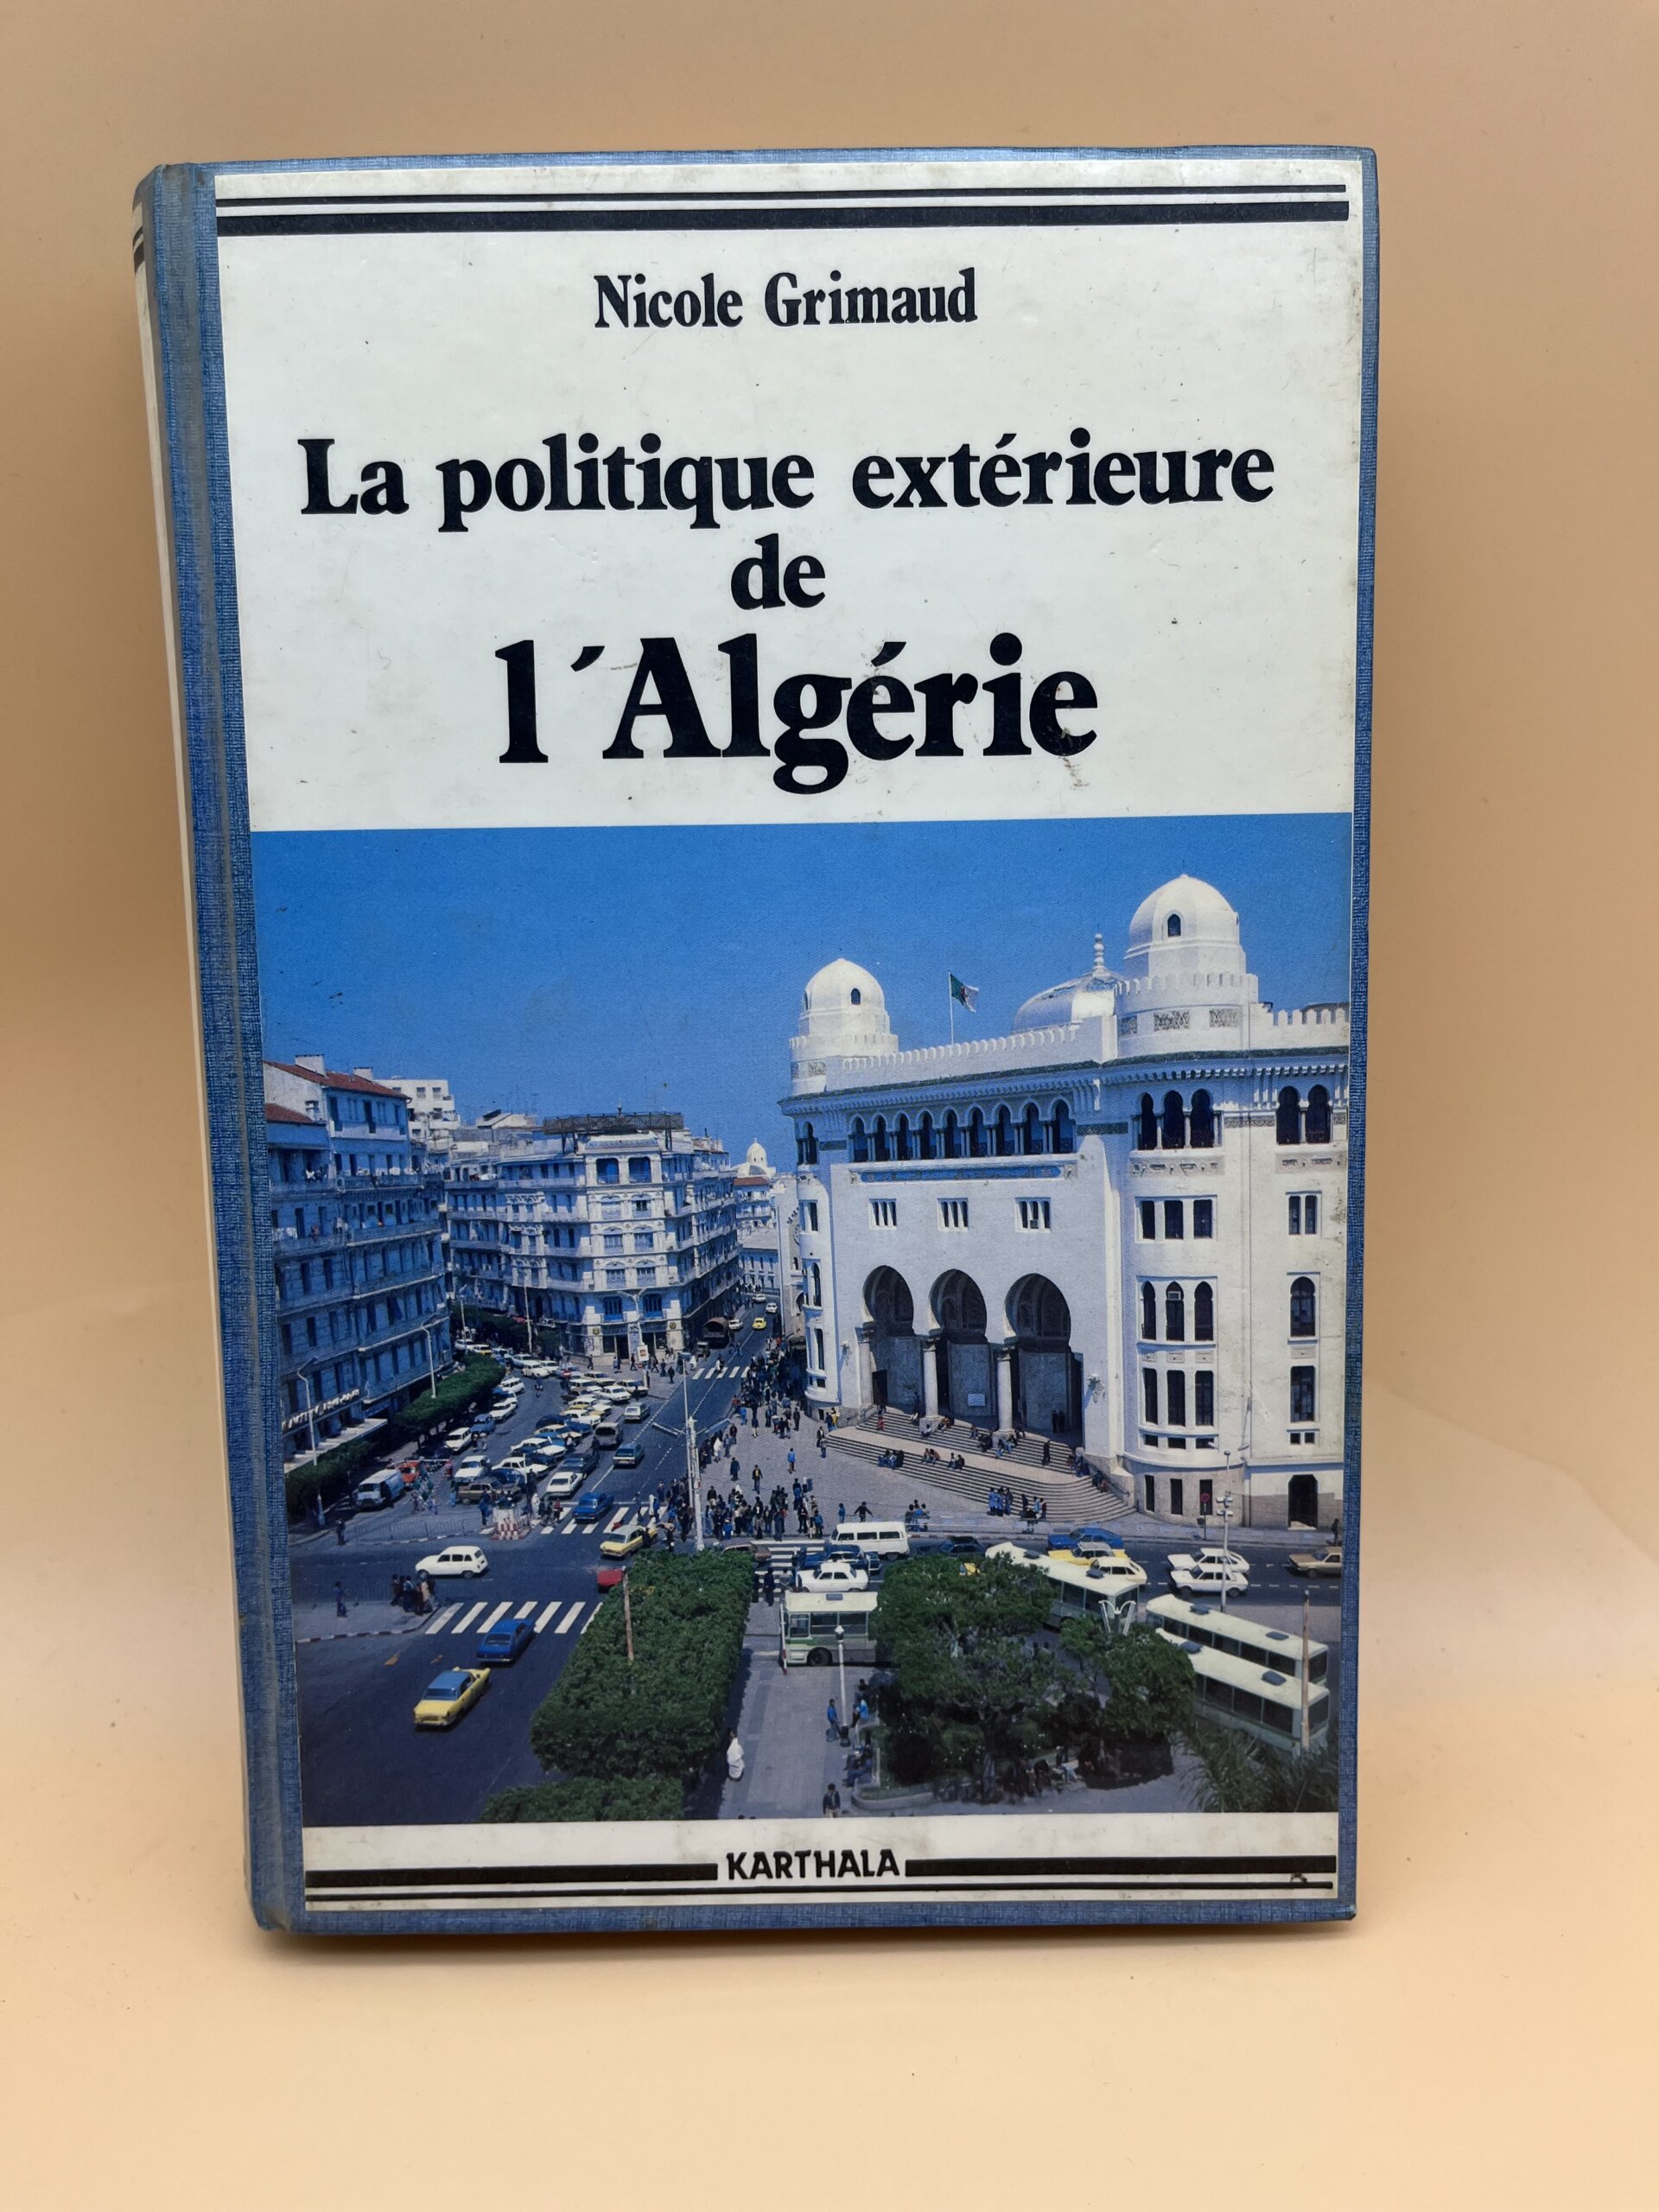 Nicole Grimaud
La politique extérieure
de
l´Algérie
KARTHALA